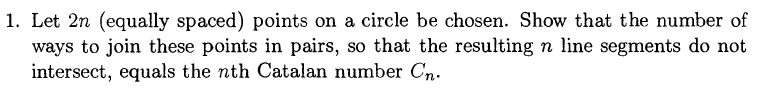 1. Let 2n (equally spaced) points on a circle be chosen. Show that the number of
ways to join these points in pairs, so that the resulting n line segments do not
intersect, equals the nth Catalan number Cₙ.